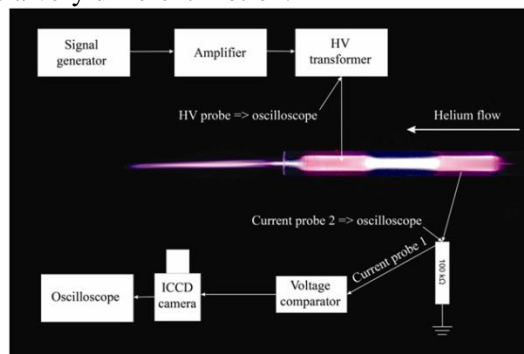 Signal
generator
Amplifier
HV
transformer
HV probe => oscilloscope
Helium flow
Current probe 2 => oscilloscope
Current probe 1
100 kΩ
Oscilloscope
ICCD
camera
Voltage
comparator